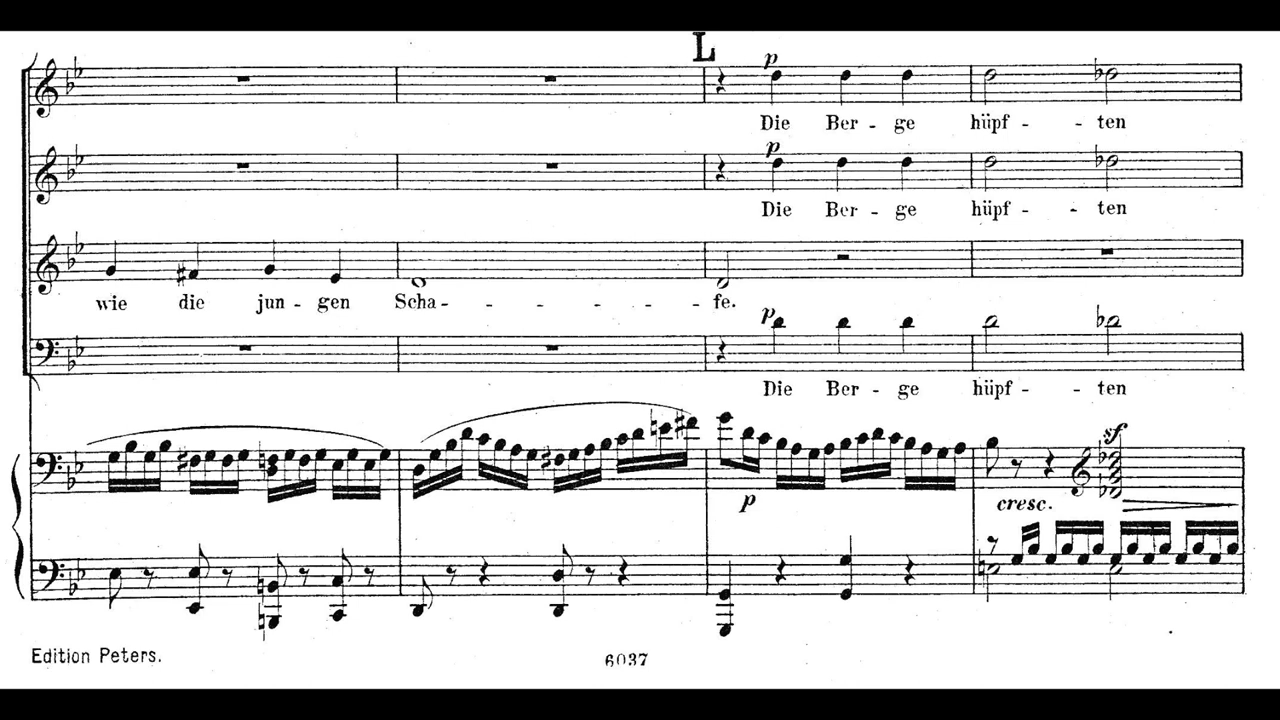 L
p
Die Ber - ge hüpf - - ten
p
Die Ber - ge hüpf - - ten
wie die jun - gen Scha - - - - - fe.
p
Die Ber - ge hüpf - - ten
sf
p
cresc.
Edition Peters.
6037